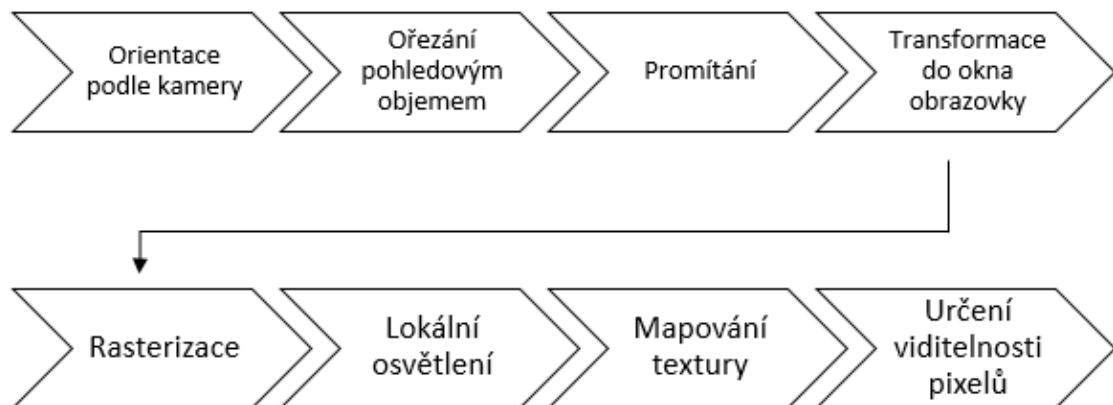 Orientace
podle kamery
Ořezání
pohledovým
objemem
Promítání
Transformace
do okna
obrazovky
Rasterizace
Lokální
osvětlení
Mapování
textury
Určení
viditelnosti
pixelů